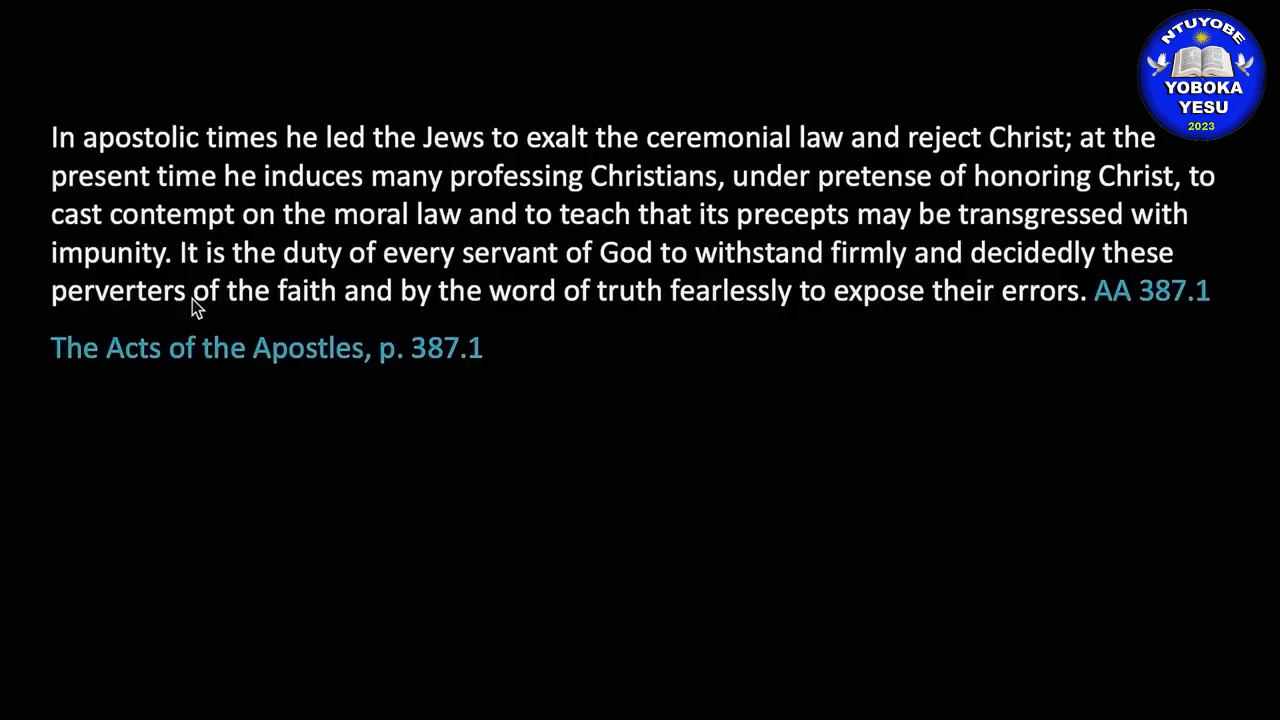 NTUYOBE
YOBOKA
YESU
2023
In apostolic times he led the Jews to exalt the ceremonial law and reject Christ; at the
present time he induces many professing Christians, under pretense of honoring Christ, to
cast contempt on the moral law and to teach that its precepts may be transgressed with
impunity. It is the duty of every servant of God to withstand firmly and decidedly these
perverters of the faith and by the word of truth fearlessly to expose their errors. AA 387.1
The Acts of the Apostles, p. 387.1